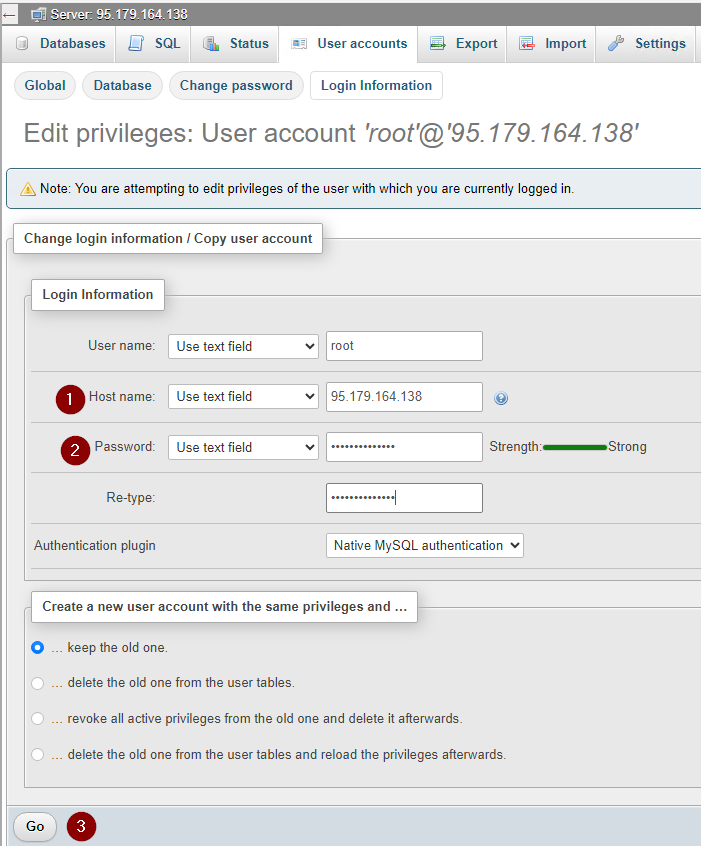 Server: 95.179.164.138
Databases SQL Status User accounts Export Import Settings
Global Database Change password Login Information
Edit privileges: User account 'root'@'95.179.164.138'
Note: You are attempting to edit privileges of the user with which you are currently logged in.
Change login information / Copy user account
Login Information
User name: Use text field root
1 Host name: Use text field 95.179.164.138
2 Password: Use text field •••••••••••••• Strength: Strong
Re-type: ••••••••••••••
Authentication plugin Native MySQL authentication
Create a new user account with the same privileges and ...
... keep the old one.
... delete the old one from the user tables.
... revoke all active privileges from the old one and delete it afterwards.
... delete the old one from the user tables and reload the privileges afterwards.
Go 3